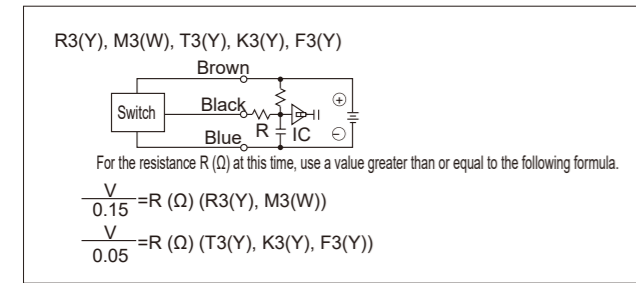 R3(Y), M3(W), T3(Y), K3(Y), F3(Y)
Brown
Switch
Black
R
IC
Blue
+
−
For the resistance R (Ω) at this time, use a value greater than or equal to the following formula.
V
0.15 =R (Ω) (R3(Y), M3(W))
V
0.05 =R (Ω) (T3(Y), K3(Y), F3(Y))